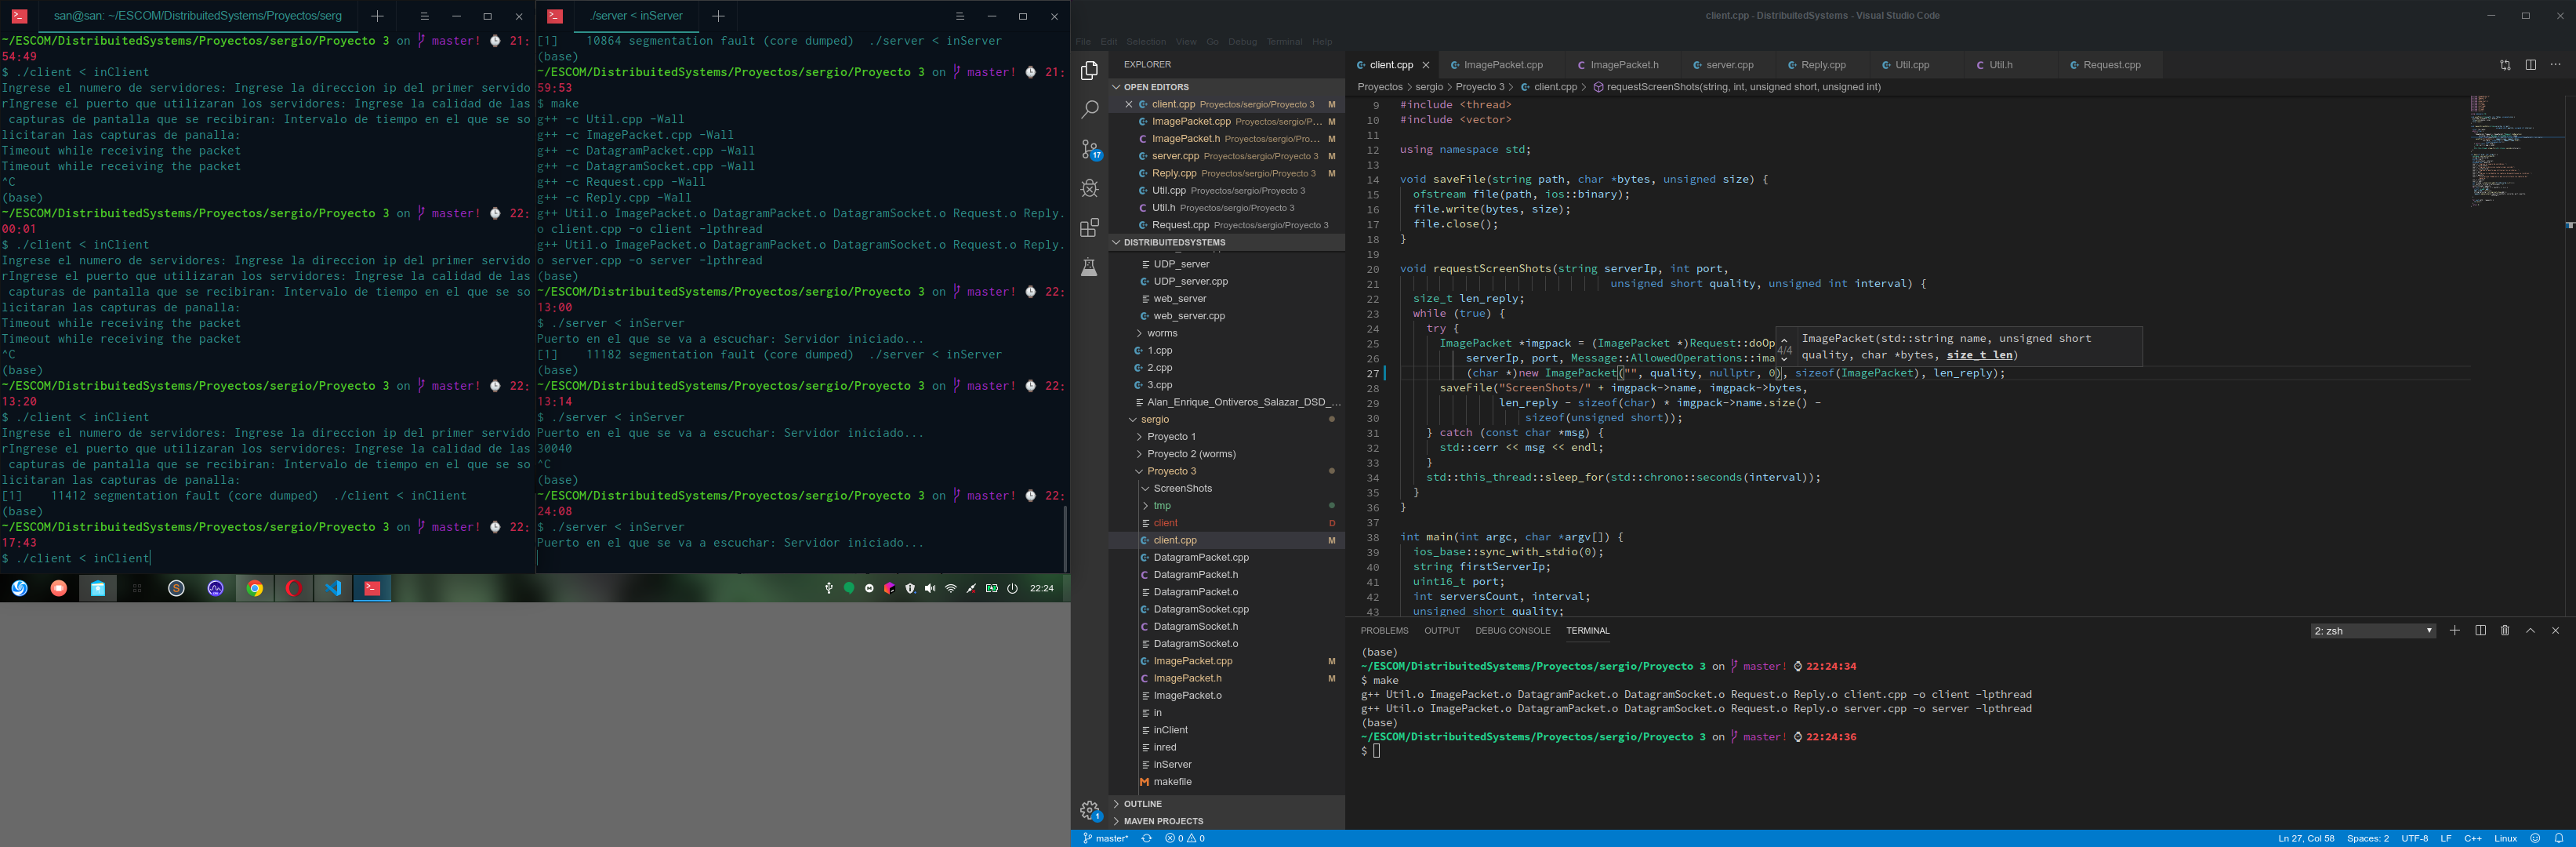 san@san: ~/ESCOM/DistribuitedSystems/Proyectos/serg
~/ESCOM/DistribuitedSystems/Proyectos/sergio/Proyecto 3 on master! 21:
54:49
$ ./client < inClient
Ingrese el numero de servidores: Ingrese la direccion ip del primer servido
rIngrese el puerto que utilizaran los servidores: Ingrese la calidad de las
capturas de pantalla que se recibiran: Intervalo de tiempo en el que se so
licitaran las capturas de panalla:
Timeout while receiving the packet
Timeout while receiving the packet
^C
(base)
~/ESCOM/DistribuitedSystems/Proyectos/sergio/Proyecto 3 on master! 22:
00:01
$ ./client < inClient
Ingrese el numero de servidores: Ingrese la direccion ip del primer servido
rIngrese el puerto que utilizaran los servidores: Ingrese la calidad de las
capturas de pantalla que se recibiran: Intervalo de tiempo en el que se so
licitaran las capturas de panalla:
Timeout while receiving the packet
Timeout while receiving the packet
^C
(base)
~/ESCOM/DistribuitedSystems/Proyectos/sergio/Proyecto 3 on master! 22:
13:20
$ ./client < inClient
Ingrese el numero de servidores: Ingrese la direccion ip del primer servido
rIngrese el puerto que utilizaran los servidores: Ingrese la calidad de las
capturas de pantalla que se recibiran: Intervalo de tiempo en el que se so
licitaran las capturas de panalla:
[1]    11412 segmentation fault (core dumped)  ./client < inClient
(base)
~/ESCOM/DistribuitedSystems/Proyectos/sergio/Proyecto 3 on master! 22:
17:43
$ ./client < inClient
./server < inServer
[1]    10864 segmentation fault (core dumped)  ./server < inServer
(base)
~/ESCOM/DistribuitedSystems/Proyectos/sergio/Proyecto 3 on master! 21:
59:53
$ make
g++ -c Util.cpp -Wall
g++ -c ImagePacket.cpp -Wall
g++ -c DatagramPacket.cpp -Wall
g++ -c DatagramSocket.cpp -Wall
g++ -c Request.cpp -Wall
g++ -c Reply.cpp -Wall
g++ Util.o ImagePacket.o DatagramPacket.o DatagramSocket.o Request.o Reply.
o client.cpp -o client -lpthread
g++ Util.o ImagePacket.o DatagramPacket.o DatagramSocket.o Request.o Reply.
o server.cpp -o server -lpthread
(base)
~/ESCOM/DistribuitedSystems/Proyectos/sergio/Proyecto 3 on master! 22:
13:00
$ ./server < inServer
Puerto en el que se va a escuchar: Servidor iniciado...
[1]    11182 segmentation fault (core dumped)  ./server < inServer
(base)
~/ESCOM/DistribuitedSystems/Proyectos/sergio/Proyecto 3 on master! 22:
13:14
$ ./server < inServer
Puerto en el que se va a escuchar: Servidor iniciado...
30040
^C
(base)
~/ESCOM/DistribuitedSystems/Proyectos/sergio/Proyecto 3 on master! 22:
24:08
$ ./server < inServer
Puerto en el que se va a escuchar: Servidor iniciado...
22:24
client.cpp - DistribuitedSystems - Visual Studio Code
File Edit Selection View Go Debug Terminal Help
EXPLORER
OPEN EDITORS
client.cpp Proyectos/sergio/Proyecto 3 M
ImagePacket.cpp Proyectos/sergio/P... M
ImagePacket.h Proyectos/sergio/Pro... M
server.cpp Proyectos/sergio/Proyecto 3 M
Reply.cpp Proyectos/sergio/Proyecto 3 M
Util.cpp Proyectos/sergio/Proyecto 3
Util.h Proyectos/sergio/Proyecto 3
Request.cpp Proyectos/sergio/Proyecto 3
DISTRIBUITEDSYSTEMS
UDP_server
UDP_server.cpp
web_server
web_server.cpp
worms
1.cpp
2.cpp
3.cpp
Alan_Enrique_Ontiveros_Salazar_DSD_...
sergio
Proyecto 1
Proyecto 2 (worms)
Proyecto 3
ScreenShots
tmp
client D
client.cpp M
DatagramPacket.cpp
DatagramPacket.h
DatagramPacket.o
DatagramSocket.cpp
DatagramSocket.h
DatagramSocket.o
ImagePacket.cpp M
ImagePacket.h M
ImagePacket.o
in
inClient
inred
inServer
makefile
OUTLINE
MAVEN PROJECTS
17
1
client.cpp ImagePacket.cpp ImagePacket.h server.cpp Reply.cpp Util.cpp Util.h Request.cpp
Proyectos > sergio > Proyecto 3 > client.cpp > requestScreenShots(string, int, unsigned short, unsigned int)
9 #include <thread>
10 #include <vector>
11
12 using namespace std;
13
14 void saveFile(string path, char *bytes, unsigned size) {
15 ofstream file(path, ios::binary);
16 file.write(bytes, size);
17 file.close();
18 }
19
20 void requestScreenShots(string serverIp, int port,
21 unsigned short quality, unsigned int interval) {
22 size_t len_reply;
23 while (true) {
24 try {
25 ImagePacket *imgpack = (ImagePacket *)Request::doOp
26 serverIp, port, Message::AllowedOperations::ima
27 (char *)new ImagePacket("", quality, nullptr, 0), sizeof(ImagePacket), len_reply);
28 saveFile("ScreenShots/" + imgpack->name, imgpack->bytes,
29 len_reply - sizeof(char) * imgpack->name.size() -
30 sizeof(unsigned short));
31 } catch (const char *msg) {
32 std::cerr << msg << endl;
33 }
34 std::this_thread::sleep_for(std::chrono::seconds(interval));
35 }
36 }
37
38 int main(int argc, char *argv[]) {
39 ios_base::sync_with_stdio(0);
40 string firstServerIp;
41 uint16_t port;
42 int serversCount, interval;
43 unsigned short quality;
4/4
ImagePacket(std::string name, unsigned short
quality, char *bytes, size_t len)
PROBLEMS OUTPUT DEBUG CONSOLE TERMINAL
2: zsh
(base)
~/ESCOM/DistribuitedSystems/Proyectos/sergio/Proyecto 3 on master! 22:24:34
$ make
g++ Util.o ImagePacket.o DatagramPacket.o DatagramSocket.o Request.o Reply.o client.cpp -o client -lpthread
g++ Util.o ImagePacket.o DatagramPacket.o DatagramSocket.o Request.o Reply.o server.cpp -o server -lpthread
(base)
~/ESCOM/DistribuitedSystems/Proyectos/sergio/Proyecto 3 on master! 22:24:36
$
master* 0 0
Ln 27, Col 58 Spaces: 2 UTF-8 LF C++ Linux